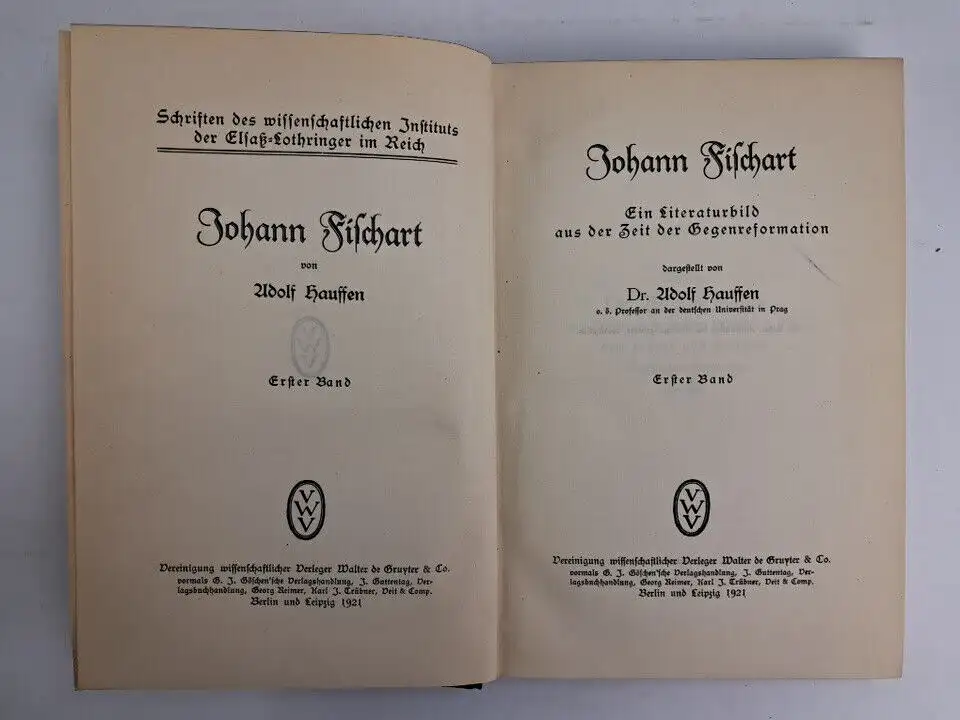 Schriften des wissenschaftlichen Instituts
der Elsaß-Lothringer im Reich
Johann Fischart
von
Adolf Hauffen
Erster Band
VWV
Vereinigung wissenschaftlicher Verleger Walter de Gruyter & Co.
vormals G. J. Göschen'sche Verlagshandlung, J. Guttentag, Ver-
lagsbuchhandlung, Georg Reimer, Karl J. Trübner, Veit & Comp.
Berlin und Leipzig 1921
Johann Fischart
Ein Literaturbild
aus der Zeit der Gegenreformation
dargestellt von
Dr. Adolf Hauffen
o. ö. Professor an der deutschen Universität in Prag
Erster Band
VWV
Vereinigung wissenschaftlicher Verleger Walter de Gruyter & Co.
vormals G. J. Göschen'sche Verlagshandlung, J. Guttentag, Ver-
lagsbuchhandlung, Georg Reimer, Karl J. Trübner, Veit & Comp.
Berlin und Leipzig 1921